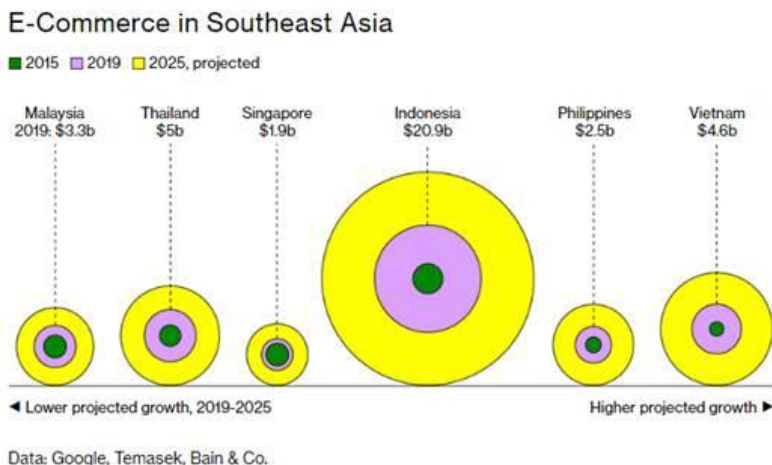 E-Commerce in Southeast Asia
2015 2019 2025, projected
Malaysia
2019: $3.3b
Thailand
$5b
Singapore
$1.9b
Indonesia
$20.9b
Philippines
$2.5b
Vietnam
$4.6b
◀ Lower projected growth, 2019-2025
Higher projected growth ▶
Data: Google, Temasek, Bain & Co.